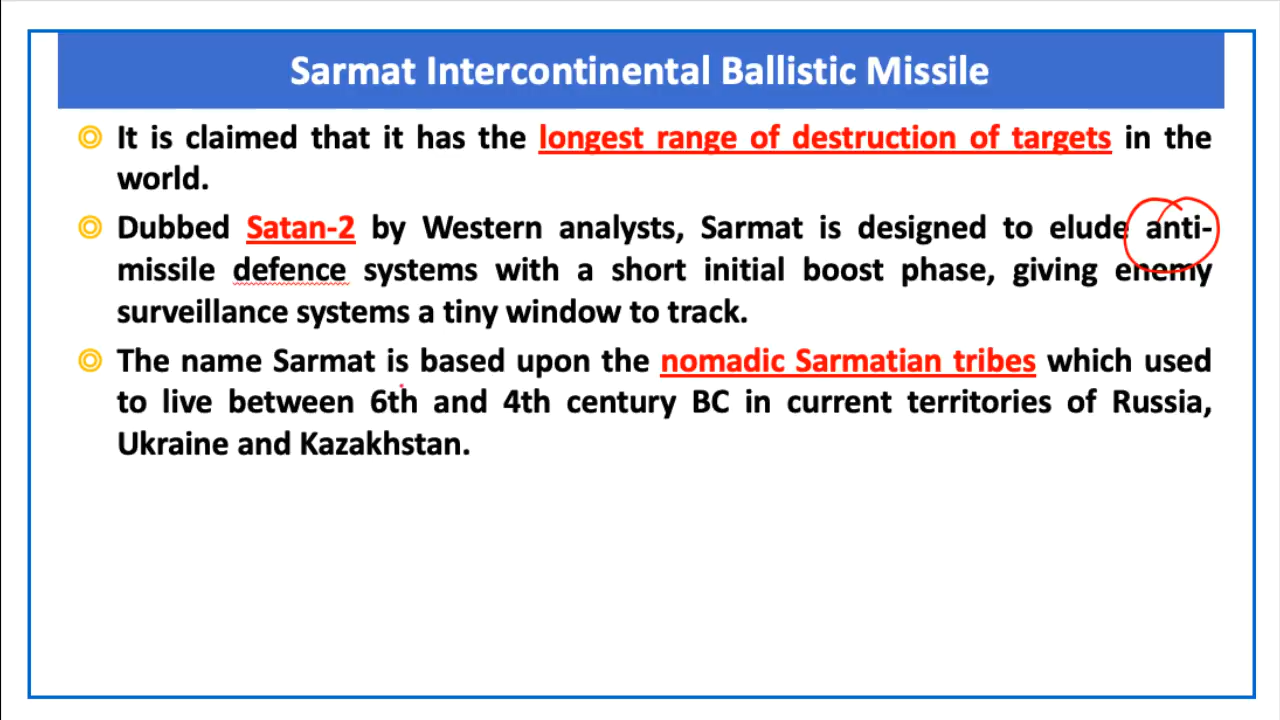 Sarmat Intercontinental Ballistic Missile
It is claimed that it has the longest range of destruction of targets in the
world.
Dubbed Satan-2 by Western analysts, Sarmat is designed to elude anti-
missile defence systems with a short initial boost phase, giving enemy
surveillance systems a tiny window to track.
The name Sarmat is based upon the nomadic Sarmatian tribes which used
to live between 6th and 4th century BC in current territories of Russia,
Ukraine and Kazakhstan.